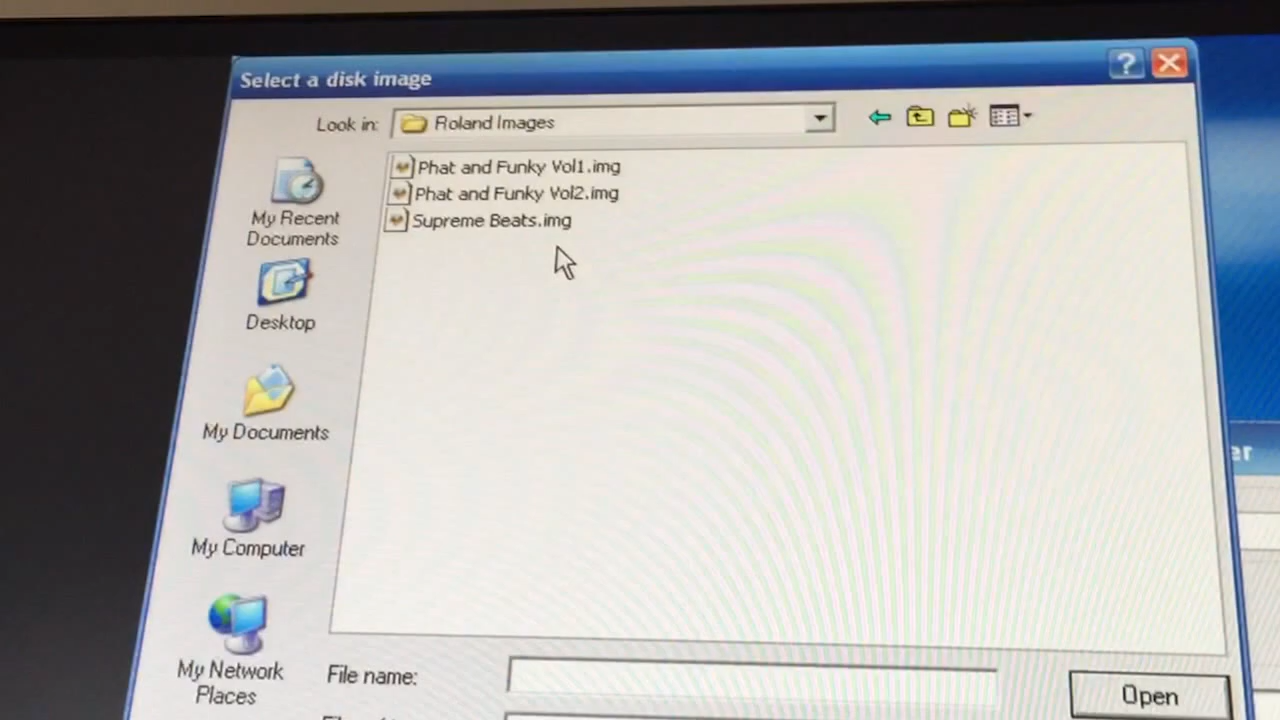 Select a disk image
?
Look in:
Roland Images
Phat and Funky Vol1.img
Phat and Funky Vol2.img
Supreme Beats.img
My Recent
Documents
Desktop
My Documents
My Computer
My Network
Places
File name:
Open
er